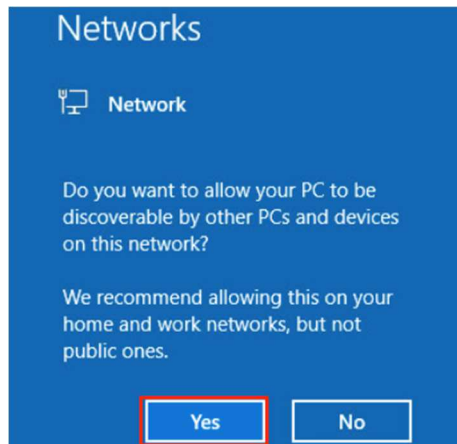 Networks
Network
Do you want to allow your PC to be
discoverable by other PCs and devices
on this network?
We recommend allowing this on your
home and work networks, but not
public ones.
Yes No